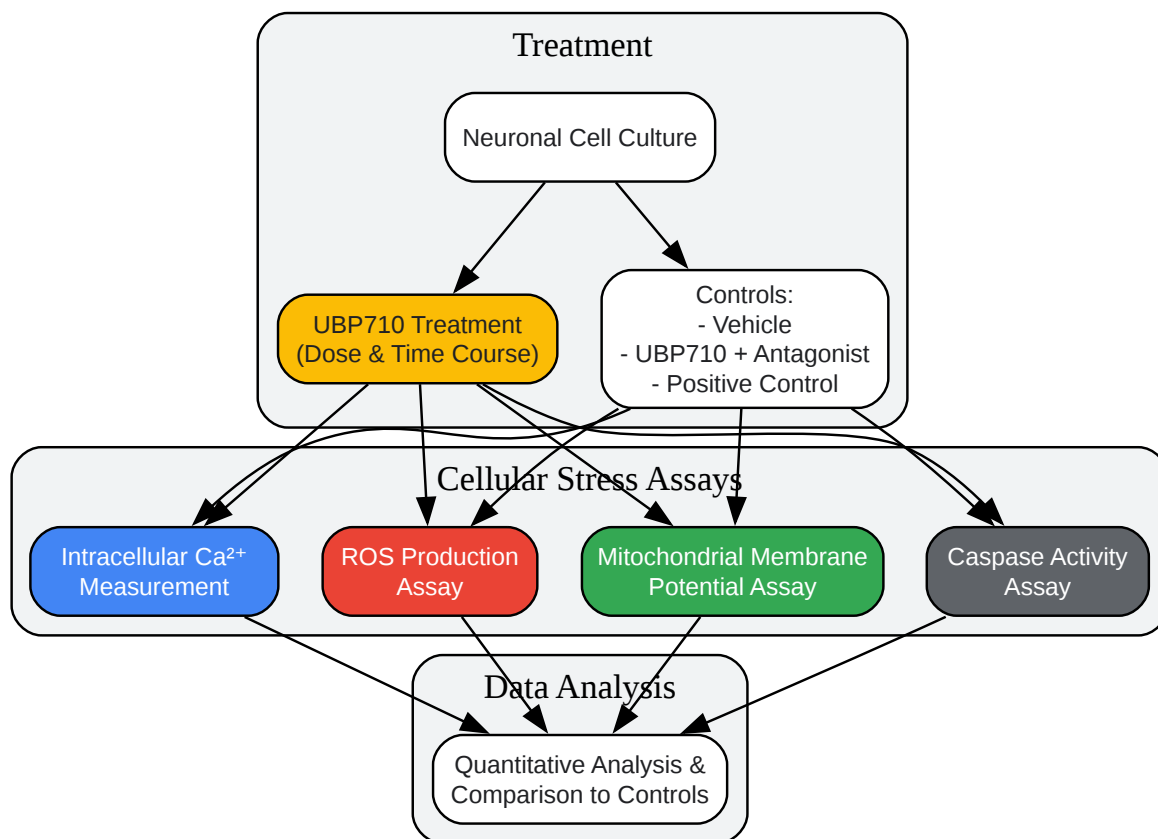 Treatment
Neuronal Cell Culture
UBP710 Treatment
(Dose & Time Course)
Controls:
- Vehicle
- UBP710 + Antagonist
- Positive Control
Cellular Stress Assays
Intracellular Ca²⁺
Measurement
ROS Production
Assay
Mitochondrial Membrane
Potential Assay
Caspase Activity
Assay
Data Analysis
Quantitative Analysis &
Comparison to Controls